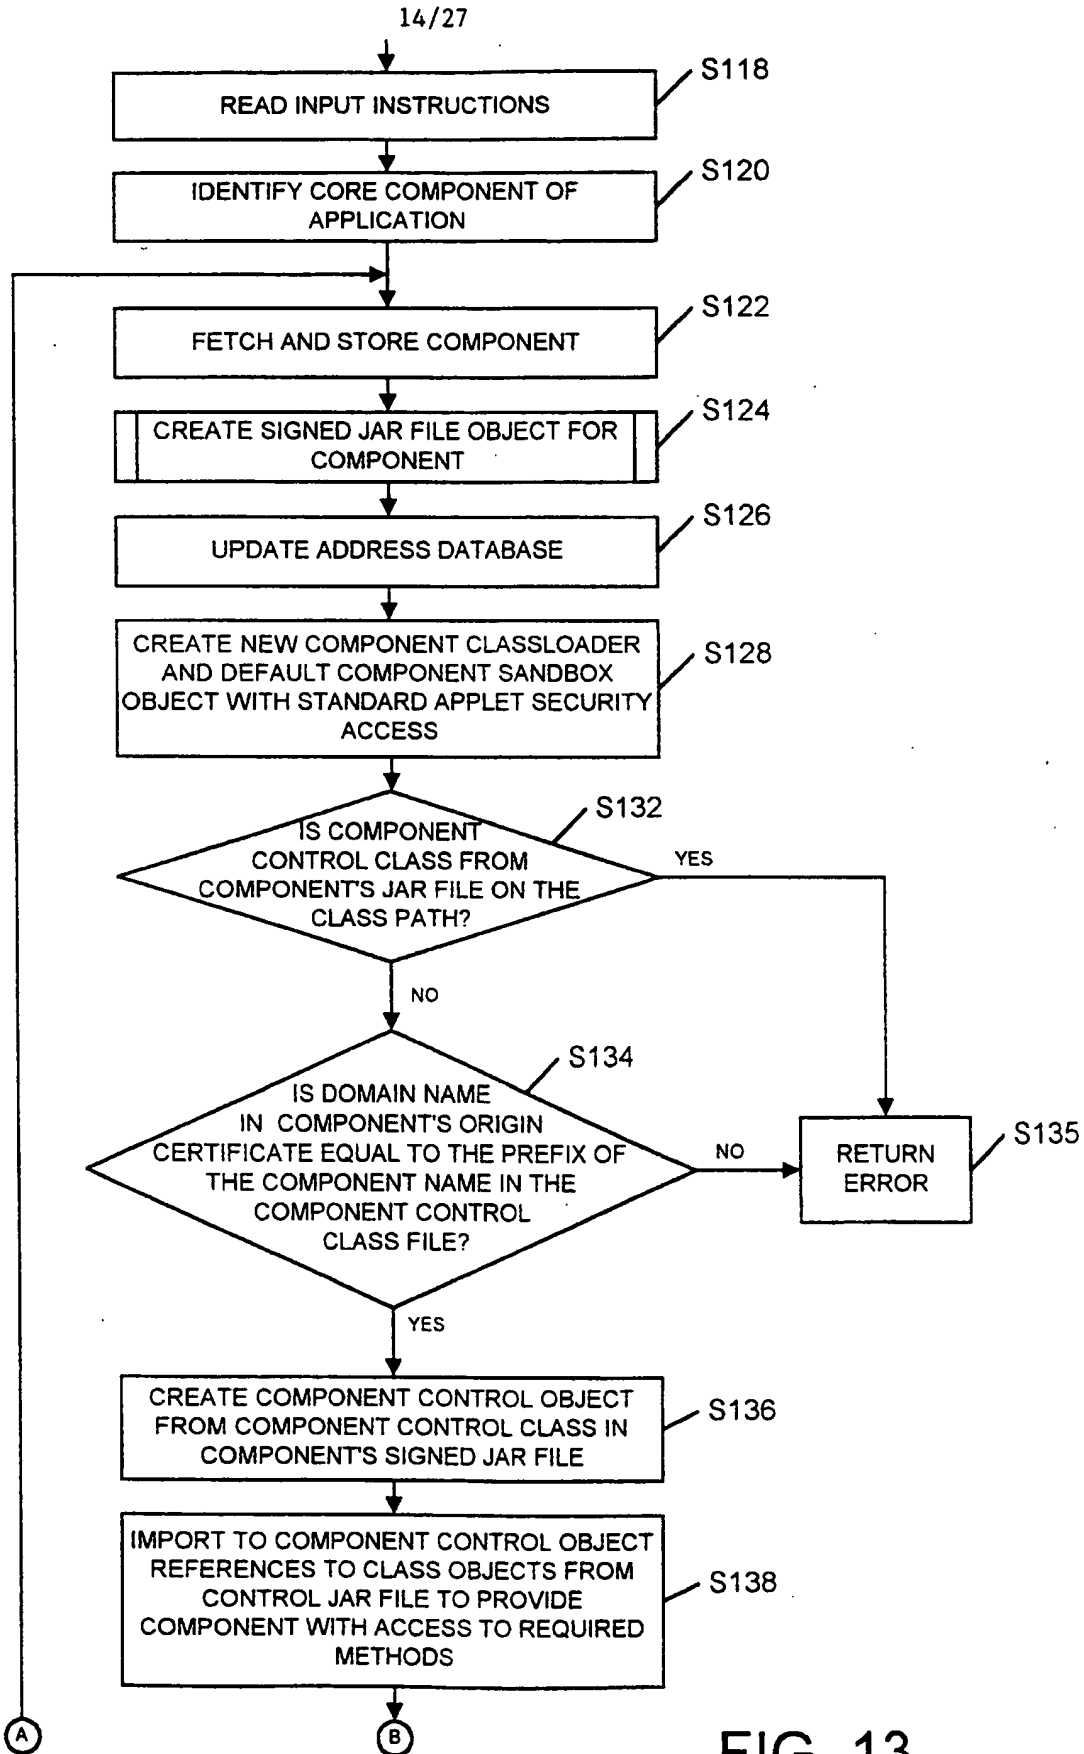 14/27
S118
READ INPUT INSTRUCTIONS
S120
IDENTIFY CORE COMPONENT OF
APPLICATION
S122
FETCH AND STORE COMPONENT
S124
CREATE SIGNED JAR FILE OBJECT FOR
COMPONENT
S126
UPDATE ADDRESS DATABASE
S128
CREATE NEW COMPONENT CLASSLOADER
AND DEFAULT COMPONENT SANDBOX
OBJECT WITH STANDARD APPLET SECURITY
ACCESS
S132
IS COMPONENT
CONTROL CLASS FROM
COMPONENT'S JAR FILE ON THE
CLASS PATH?
YES
NO
S134
IS DOMAIN NAME
IN COMPONENT'S ORIGIN
CERTIFICATE EQUAL TO THE PREFIX OF
THE COMPONENT NAME IN THE
COMPONENT CONTROL
CLASS FILE?
NO
S135
RETURN
ERROR
YES
S136
CREATE COMPONENT CONTROL OBJECT
FROM COMPONENT CONTROL CLASS IN
COMPONENT'S SIGNED JAR FILE
S138
IMPORT TO COMPONENT CONTROL OBJECT
REFERENCES TO CLASS OBJECTS FROM
CONTROL JAR FILE TO PROVIDE
COMPONENT WITH ACCESS TO REQUIRED
METHODS
A
B
FIG. 13